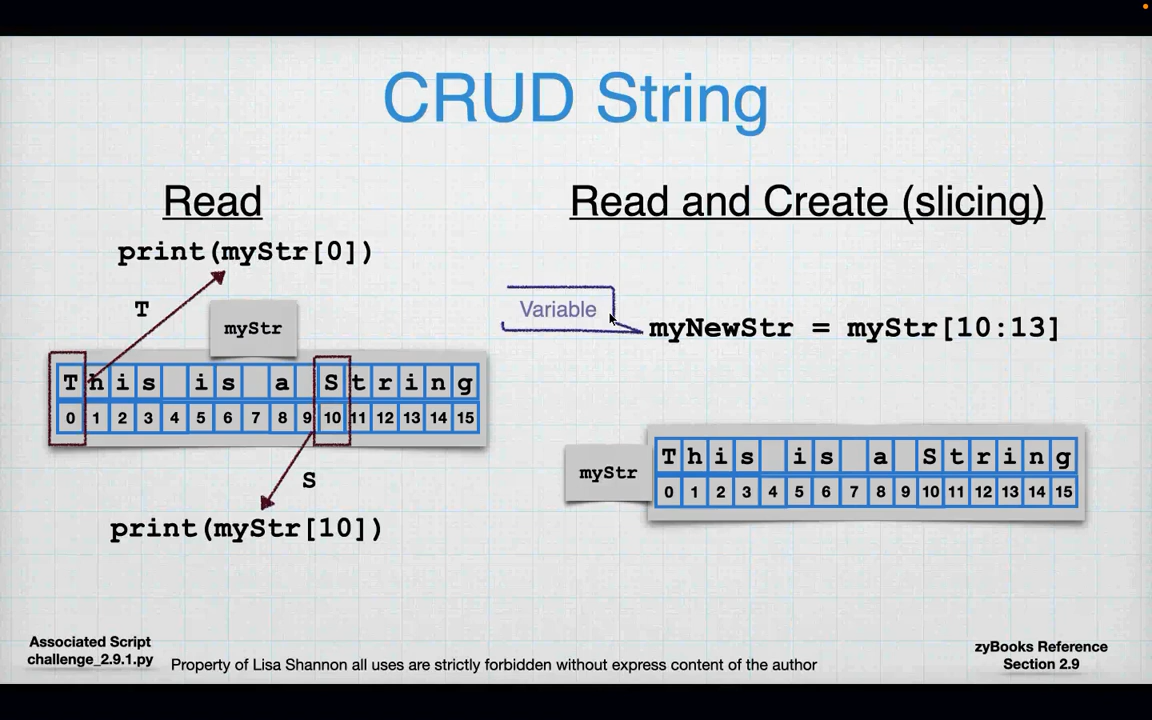 CRUD String
Read
print(myStr[0])
T
myStr
T h i s i s a S t r i n g
0 1 2 3 4 5 6 7 8 9 10 11 12 13 14 15
S
print(myStr[10])
Read and Create (slicing)
Variable
myNewStr = myStr[10:13]
myStr
T h i s i s a S t r i n g
0 1 2 3 4 5 6 7 8 9 10 11 12 13 14 15
Associated Script
challenge_2.9.1.py
Property of Lisa Shannon all uses are strictly forbidden without express content of the author
zyBooks Reference
Section 2.9